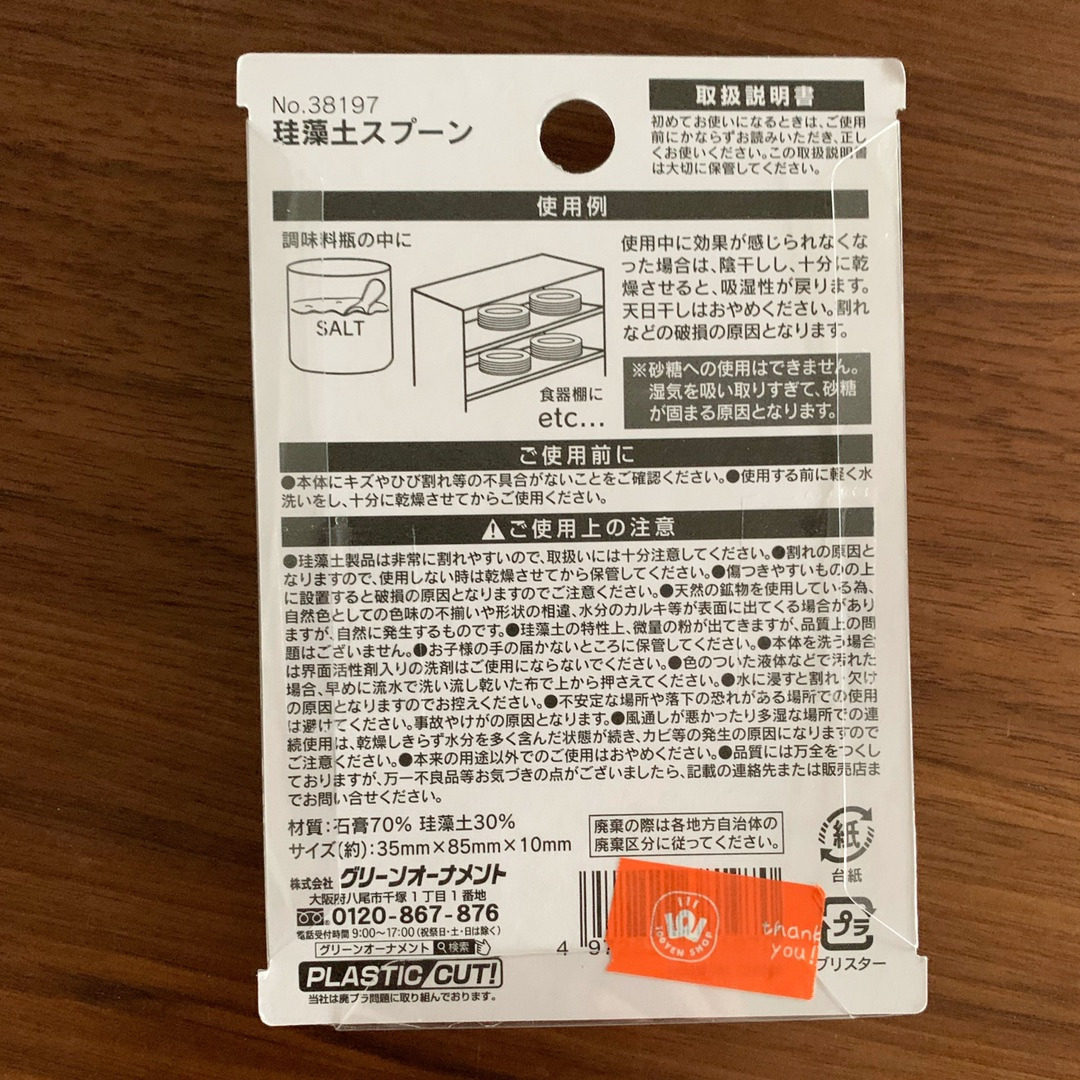 No.38197
珪藻土スプーン
取扱説明書
初めてお使いになるときは、ご使用
前にかならずお読みいただき、正し
くお使いください。この取扱説明書
は大切に保管してください。
使用例
調味料瓶の中に
SALT
食器棚に
etc...
使用中に効果が感じられなくな
った場合は、陰干しし、十分に乾
燥させると、吸湿性が戻ります。
天日干しはおやめください。割れ
などの破損の原因となります。
※砂糖への使用はできません。
湿気を吸い取りすぎて、砂糖
が固まる原因となります。
ご使用前に
●本体にキズやひび割れ等の不具合がないことをご確認ください。●使用する前に軽く水
洗いをし、十分に乾燥させてからご使用ください。
⚠ご使用上の注意
●珪藻土製品は非常に割れやすいので、取扱いには十分注意してください。●割れの原因と
なりますので、使用しない時は乾燥させてから保管してください。●傷つきやすいものの上
に設置すると破損の原因となりますのでご注意ください。●天然の鉱物を使用している為、
自然色としての色味の不揃いや形状の相違、水分のカルキ等が表面に出てくる場合があり
ますが、自然に発生するものです。●珪藻土の特性上、微量の粉が出てきますが、品質上の問
題はございません。●お子様の手の届かないところに保管してください。●本体を洗う場合
は界面活性剤入りの洗剤はご使用にならないでください。●色のついた液体などで汚れた
場合、早めに流水で洗い流し乾いた布で上から押さえてください。●水に浸すと割れ・欠け
の原因となりますのでお控えください。●不安定な場所や落下の恐れがある場所での使用
は避けてください。事故やけがの原因となります。●風通しが悪かったり多湿な場所での連
続使用は、乾燥しきらず水分を多く含んだ状態が続き、カビ等の発生の原因になりますので
ご注意ください。●本来の用途以外でのご使用はおやめください。●品質には万全をつくし
ておりますが、万一不良品等お気づきの点がございましたら、記載の連絡先または販売店ま
でお問い合せください。
材質:石膏70% 珪藻土30%
サイズ(約):35mm×85mm×10mm
廃棄の際は各地方自治体の
廃棄区分に従ってください。
紙
台紙
株式会社 グリーンオーナメント
大阪府八尾市千塚1丁目1番地
0120-867-876
電話受付時間 9:00〜17:00(祝祭日・土・日は除く)
グリーンオーナメント 検索
PLASTIC CUT!
当社は廃プラ問題に取り組んでおります。
4 97
100YEN SHOP
thank
you!
プラ
ブリスター